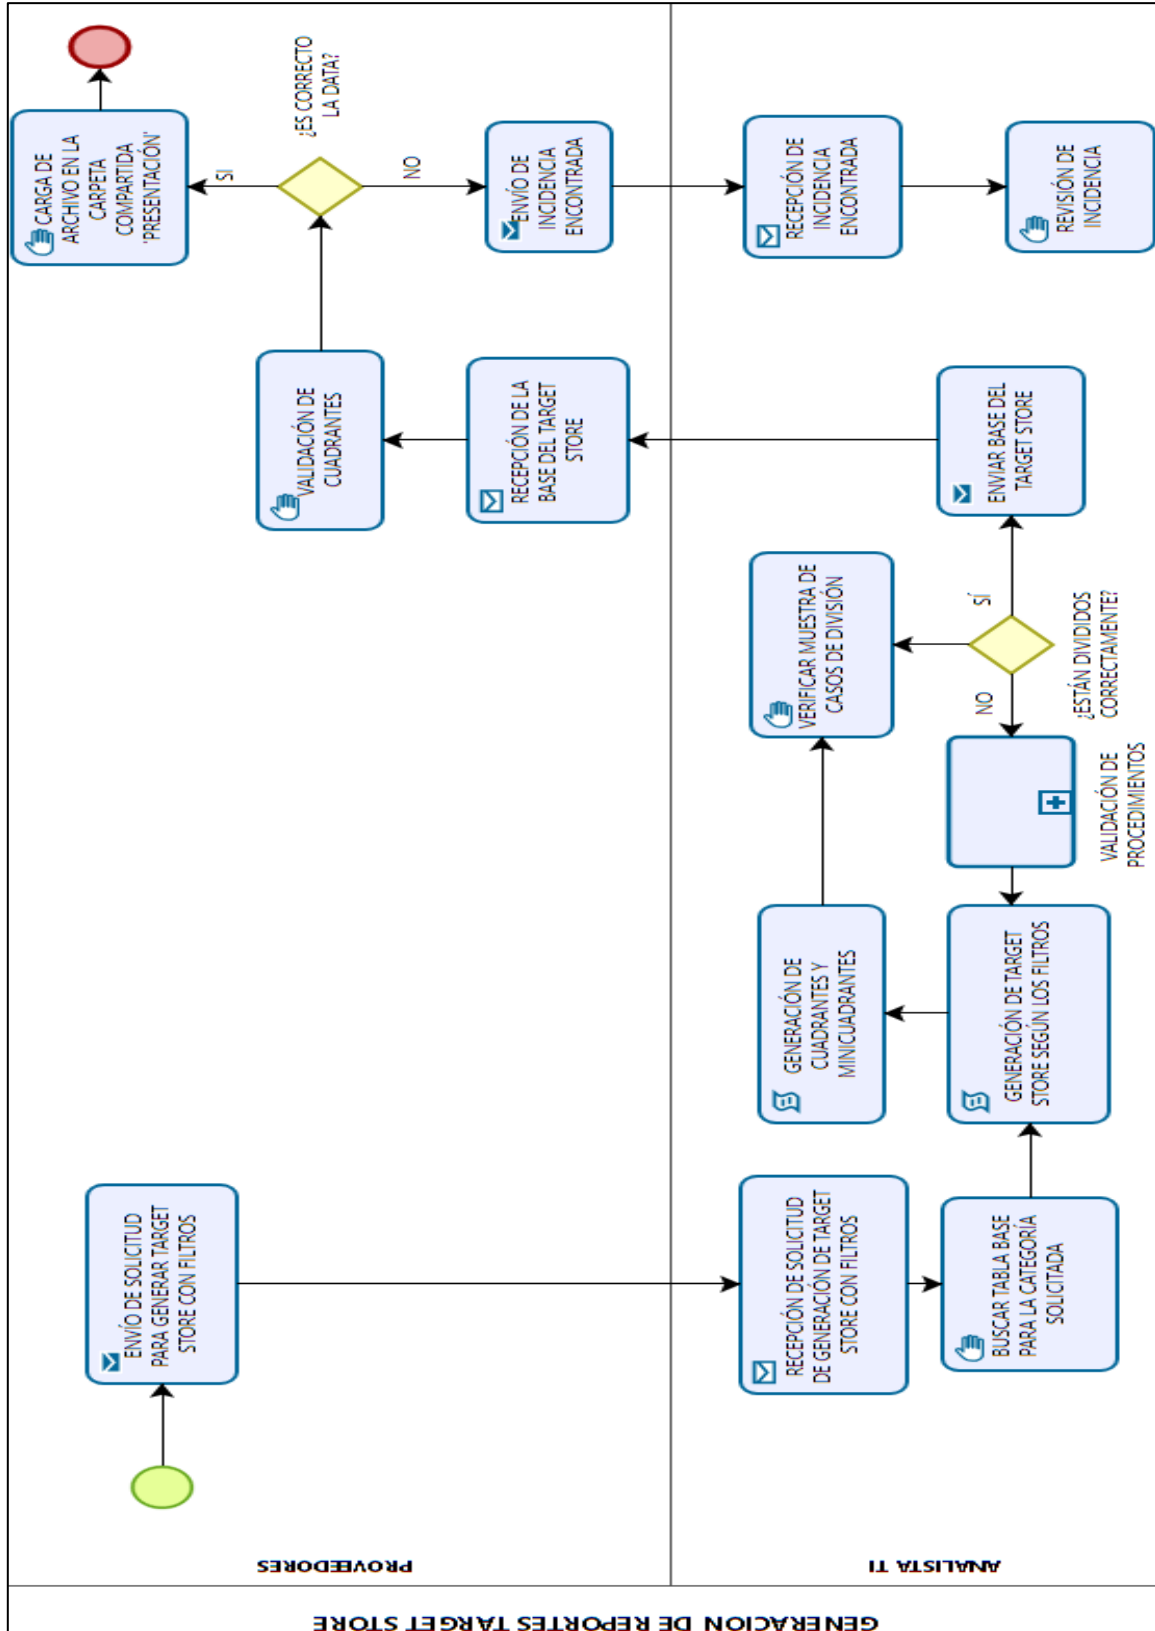 GENERACION DE REPORTES TARGET STORE
PROVEEDORES
ENVÍO DE SOLICITUD
PARA GENERAR TARGET
STORE CON FILTROS
RECEPCIÓN DE LA
BASE DEL TARGET
STORE
VALIDACIÓN DE
CUADRANTES
¿ES CORRECTO
LA DATA?
SI
NO
CARGA DE
ARCHIVO EN LA
CARPETA
COMPARTIDA
'PRESENTACIÓN'
ENVÍO DE
INCIDENCIA
ENCONTRADA
ANALISTA TI
RECEPCIÓN DE SOLICITUD
DE GENERACIÓN DE TARGET
STORE CON FILTROS
BUSCAR TABLA BASE
PARA LA CATEGORÍA
SOLICITADA
GENERACIÓN DE TARGET
STORE SEGÚN LOS FILTROS
GENERACIÓN DE
CUADRANTES Y
MINICUADRANTES
VERIFICAR MUESTRA DE
CASOS DE DIVISIÓN
VALIDACIÓN DE
PROCEDIMIENTOS
NO
SÍ
¿ESTÁN DIVIDIDOS
CORRECTAMENTE?
ENVIAR BASE DEL
TARGET STORE
RECEPCIÓN DE
INCIDENCIA
ENCONTRADA
REVISIÓN DE
INCIDENCIA